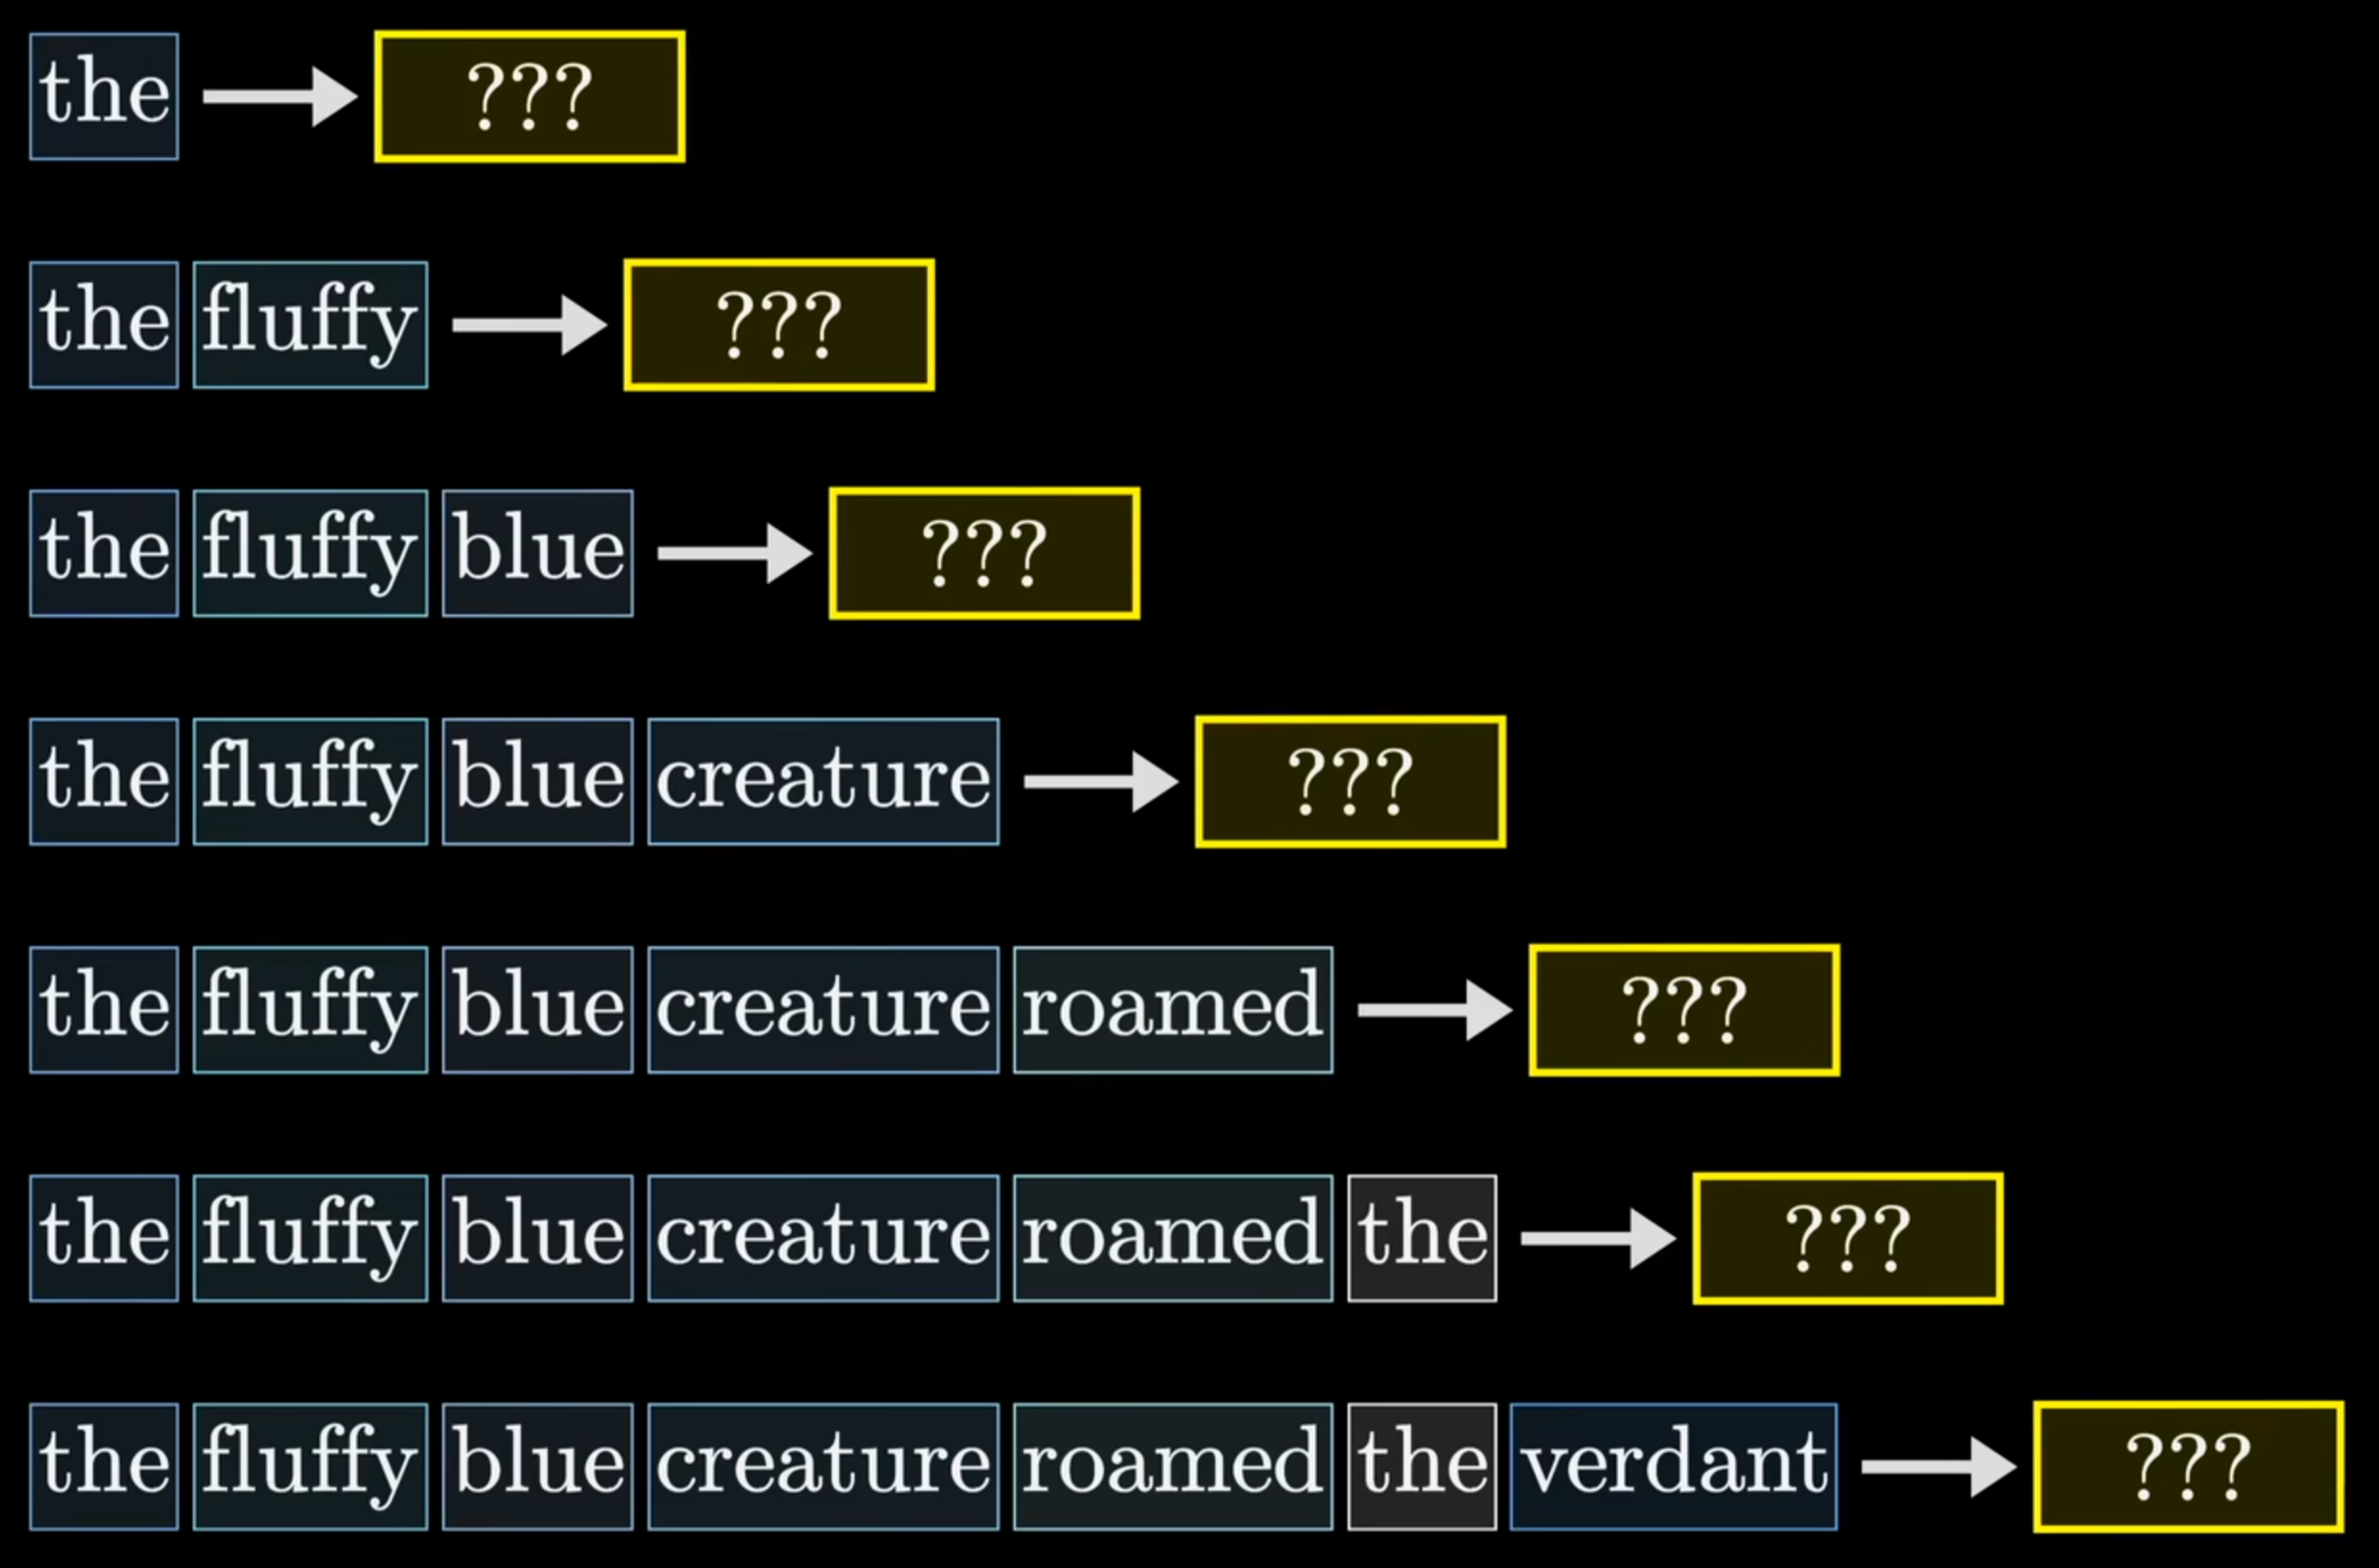 the ???
the fluffy ???
the fluffy blue ???
the fluffy blue creature ???
the fluffy blue creature roamed ???
the fluffy blue creature roamed the ???
the fluffy blue creature roamed the verdant ???